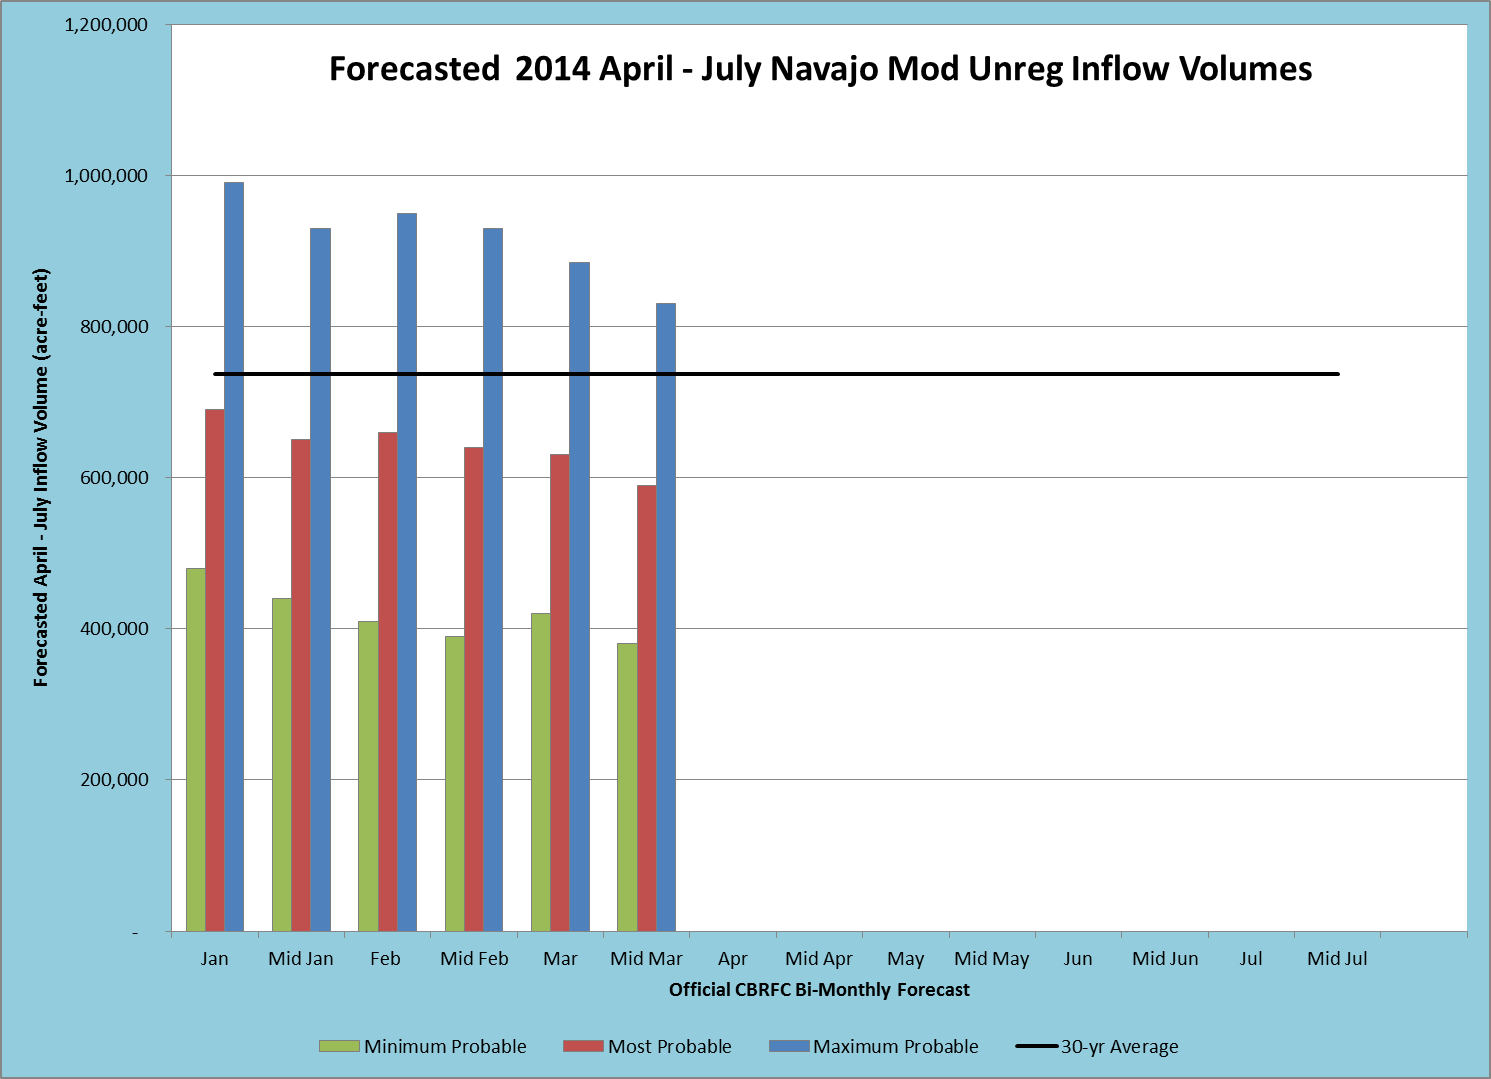 Forecasted 2014 April - July Navajo Mod Unreg Inflow Volumes
Forecasted April - July Inflow Volume (acre-feet)
1,200,000
1,000,000
800,000
600,000
400,000
200,000
-
Jan Mid Jan Feb Mid Feb Mar Mid Mar Apr Mid Apr May Mid May Jun Mid Jun Jul Mid Jul
Official CBRFC Bi-Monthly Forecast
Minimum Probable Most Probable Maximum Probable 30-yr Average